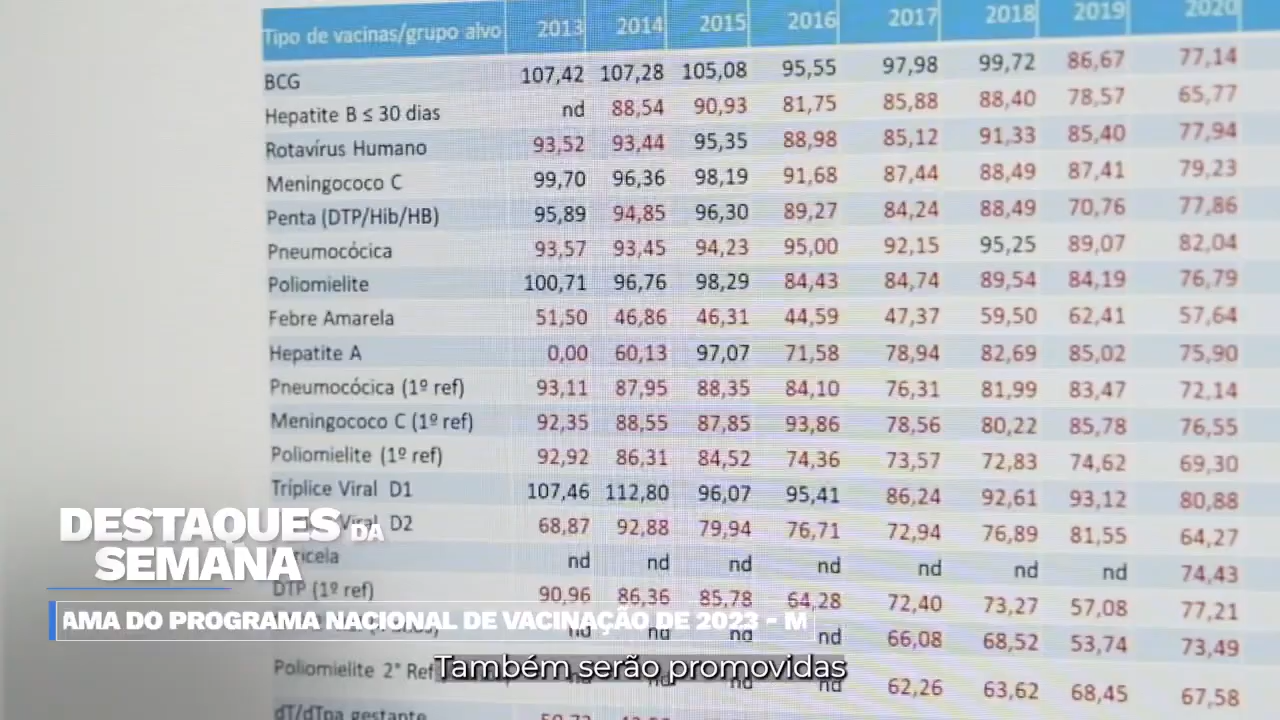 Tipo de vacinas/grupo alvo 2013 2014 2015 2016 2017 2018 2019 2020
BCG 107,42 107,28 105,08 95,55 97,98 99,72 86,67 77,14
Hepatite B ≤ 30 dias nd 88,54 90,93 81,75 85,88 88,40 78,57 65,77
Rotavírus Humano 93,52 93,44 95,35 88,98 85,12 91,33 85,40 77,94
Meningococo C 99,70 96,36 98,19 91,68 87,44 88,49 87,41 79,23
Penta (DTP/Hib/HB) 95,89 94,85 96,30 89,27 84,24 88,49 70,76 77,86
Pneumocócica 93,57 93,45 94,23 95,00 92,15 95,25 89,07 82,04
Poliomielite 100,71 96,76 98,29 84,43 84,74 89,54 84,19 76,79
Febre Amarela 51,50 46,86 46,31 44,59 47,37 59,50 62,41 57,64
Hepatite A 0,00 60,13 97,07 71,58 78,94 82,69 85,02 75,90
Pneumocócica (1º ref) 93,11 87,95 88,35 84,10 76,31 81,99 83,47 72,14
Meningococo C (1º ref) 92,35 88,55 87,85 93,86 78,56 80,22 85,78 76,55
Poliomielite (1º ref) 92,92 86,31 84,52 74,36 73,57 72,83 74,62 69,30
Tríplice Viral D1 107,46 112,80 96,07 95,41 86,24 92,61 93,12 80,88
D2 68,87 92,88 79,94 76,71 72,94 76,89 81,55 64,27
nd nd nd nd nd nd nd 74,43
DTP (1º ref) 90,96 86,36 85,78 64,28 72,40 73,27 57,08 77,21
nd nd nd nd 66,08 68,52 53,74 73,49
Poliomielite 2° Ref nd nd nd nd 62,26 63,62 68,45 67,58
dT/dTpa gestante
DESTAQUES DA
SEMANA
AMA DO PROGRAMA NACIONAL DE VACINAÇÃO DE 2023 - M
Também serão promovidas